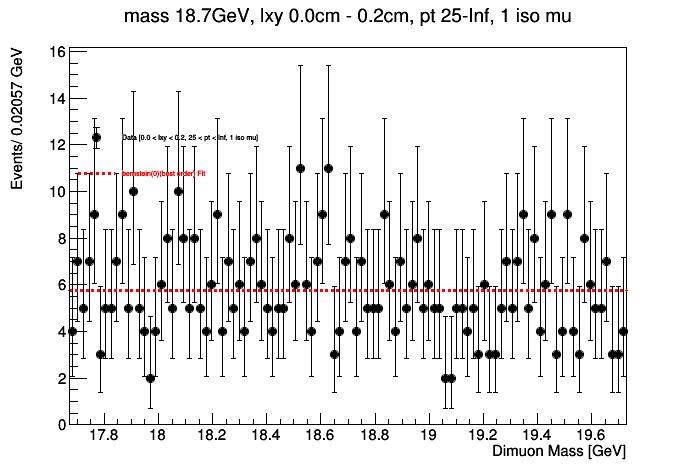 mass 18.7GeV, lxy 0.0cm - 0.2cm, pt 25-Inf, 1 iso mu
Events/ 0.02057 GeV
16
14
12
10
8
6
4
2
0
Data [0.0 < lxy < 0.2, 25 < pt < Inf, 1 iso mu]
bernstein(0)(best order) Fit
17.8 18 18.2 18.4 18.6 18.8 19 19.2 19.4 19.6
Dimuon Mass [GeV]